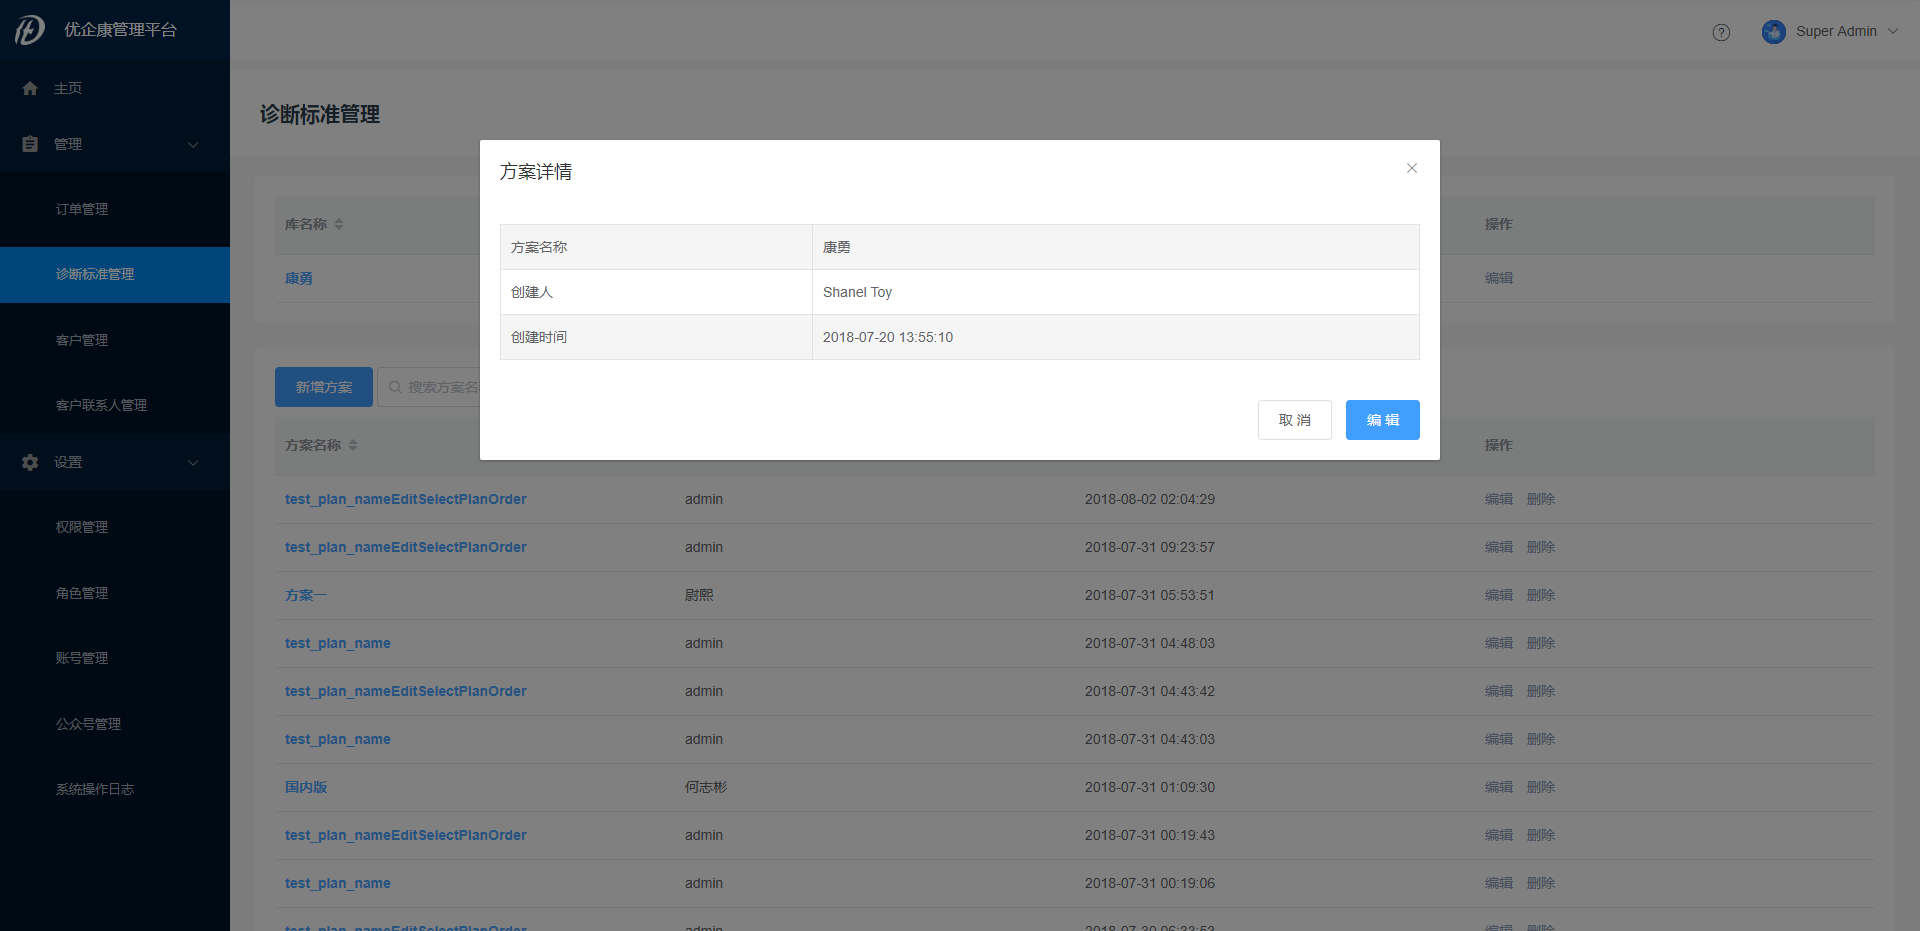 优企康管理平台
Super Admin
主页
管理
订单管理
诊断标准管理
客户管理
客户联系人管理
设置
权限管理
角色管理
账号管理
公众号管理
系统操作日志
诊断标准管理
库名称 操作
康勇 编辑
方案详情
方案名称 康勇
创建人 Shanel Toy
创建时间 2018-07-20 13:55:10
取 消 编 辑
新增方案 搜索方案名
方案名称 操作
test_plan_nameEditSelectPlanOrder admin 2018-08-02 02:04:29 编辑 删除
test_plan_nameEditSelectPlanOrder admin 2018-07-31 09:23:57 编辑 删除
方案一 尉熙 2018-07-31 05:53:51 编辑 删除
test_plan_name admin 2018-07-31 04:48:03 编辑 删除
test_plan_nameEditSelectPlanOrder admin 2018-07-31 04:43:42 编辑 删除
test_plan_name admin 2018-07-31 04:43:03 编辑 删除
国内版 何志彬 2018-07-31 01:09:30 编辑 删除
test_plan_nameEditSelectPlanOrder admin 2018-07-31 00:19:43 编辑 删除
test_plan_name admin 2018-07-31 00:19:06 编辑 删除
test_plan_nameEditSelectPlanOrder admin 2018-07-30 06:33:53 编辑 删除